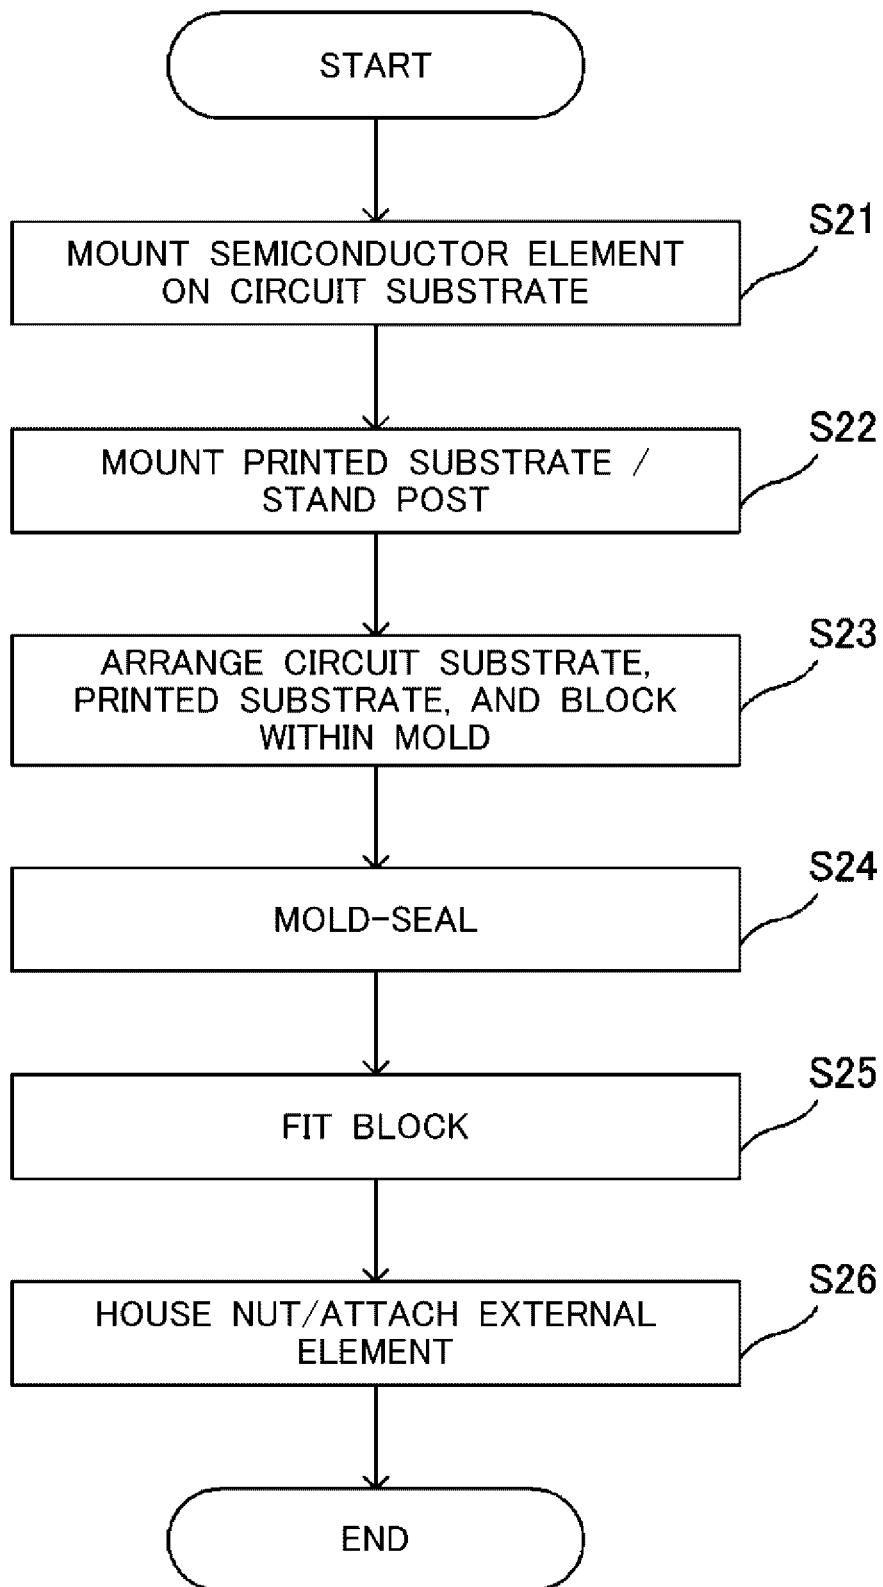 START
S21
MOUNT SEMICONDUCTOR ELEMENT
ON CIRCUIT SUBSTRATE
S22
MOUNT PRINTED SUBSTRATE /
STAND POST
S23
ARRANGE CIRCUIT SUBSTRATE,
PRINTED SUBSTRATE, AND BLOCK
WITHIN MOLD
S24
MOLD-SEAL
S25
FIT BLOCK
S26
HOUSE NUT/ATTACH EXTERNAL
ELEMENT
END